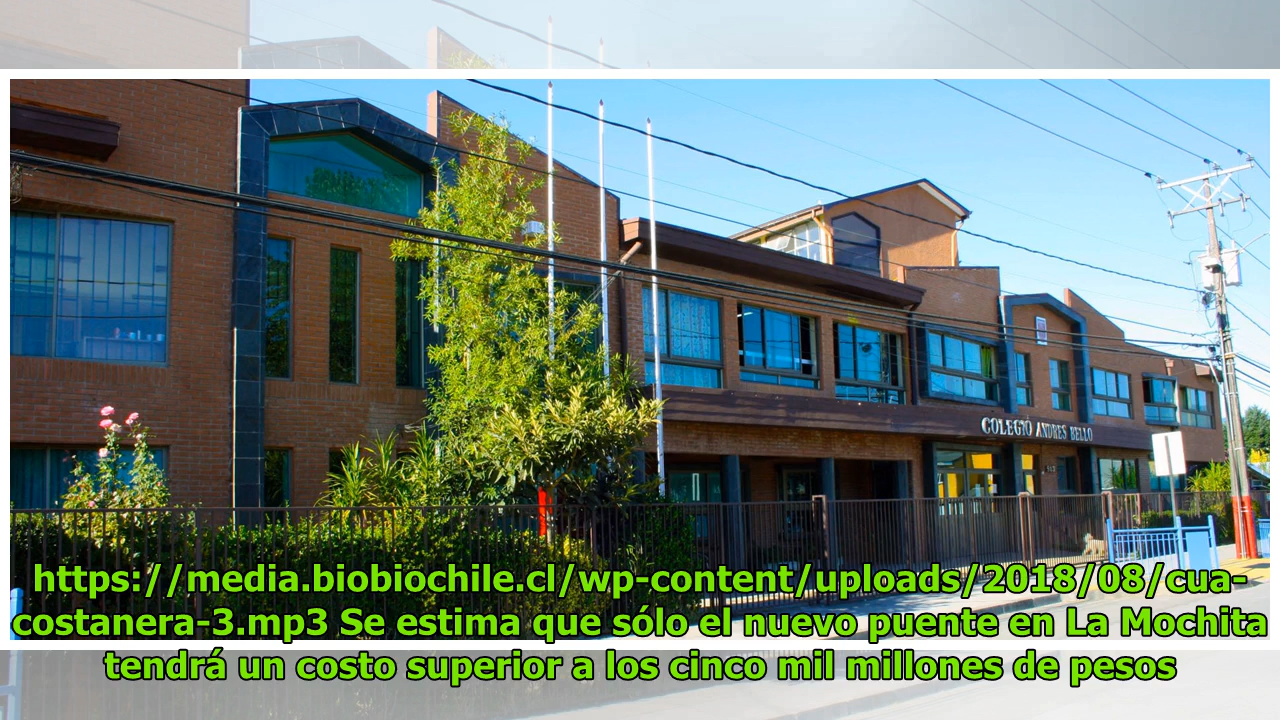 COLEGIO ANDRES BELLO
https://media.biobiochile.cl/wp-content/uploads/2018/08/cua-
costanera-3.mp3 Se estima que sólo el nuevo puente en La Mochita
tendrá un costo superior a los cinco mil millones de pesos